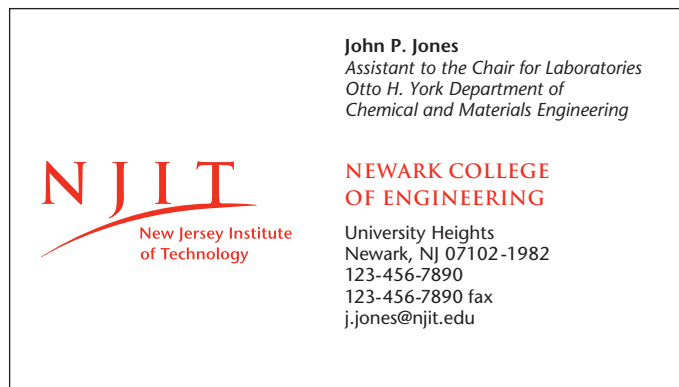 NJIT
New Jersey Institute
of Technology
John P. Jones
Assistant to the Chair for Laboratories
Otto H. York Department of
Chemical and Materials Engineering
NEWARK COLLEGE
OF ENGINEERING
University Heights
Newark, NJ 07102-1982
123-456-7890
123-456-7890 fax
j.jones@njit.edu